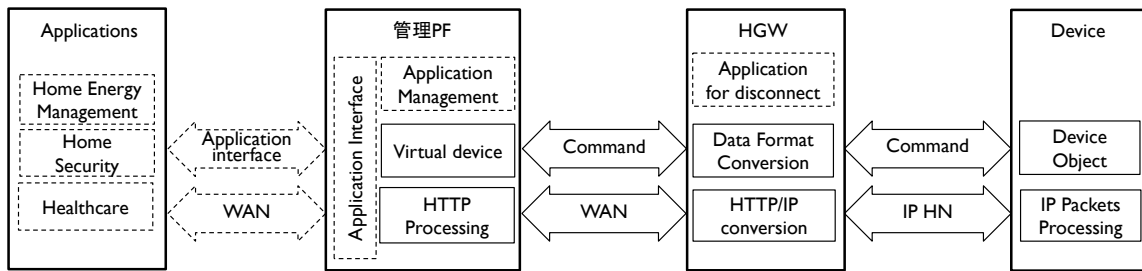 Applications
Home Energy
Management
Home
Security
Healthcare
Application
interface
WAN
管理PF
Application Interface
Application
Management
Virtual device
HTTP
Processing
Command
WAN
HGW
Application
for disconnect
Data Format
Conversion
HTTP/IP
conversion
Command
IP HN
Device
Device
Object
IP Packets
Processing